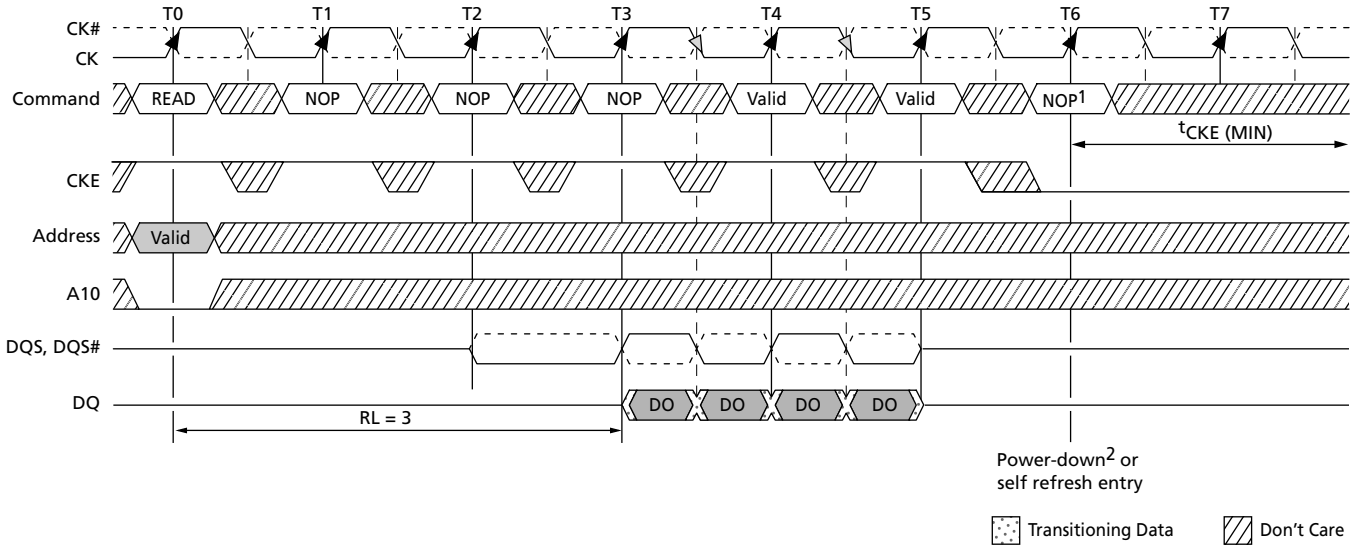 T0 T1 T2 T3 T4 T5 T6 T7
CK#
CK
Command READ NOP NOP NOP Valid Valid NOP1
tCKE (MIN)
CKE
Address Valid
A10
DQS, DQS#
DQ DO DO DO DO
RL = 3
Power-down2 or
self refresh entry
Transitioning Data Don't Care